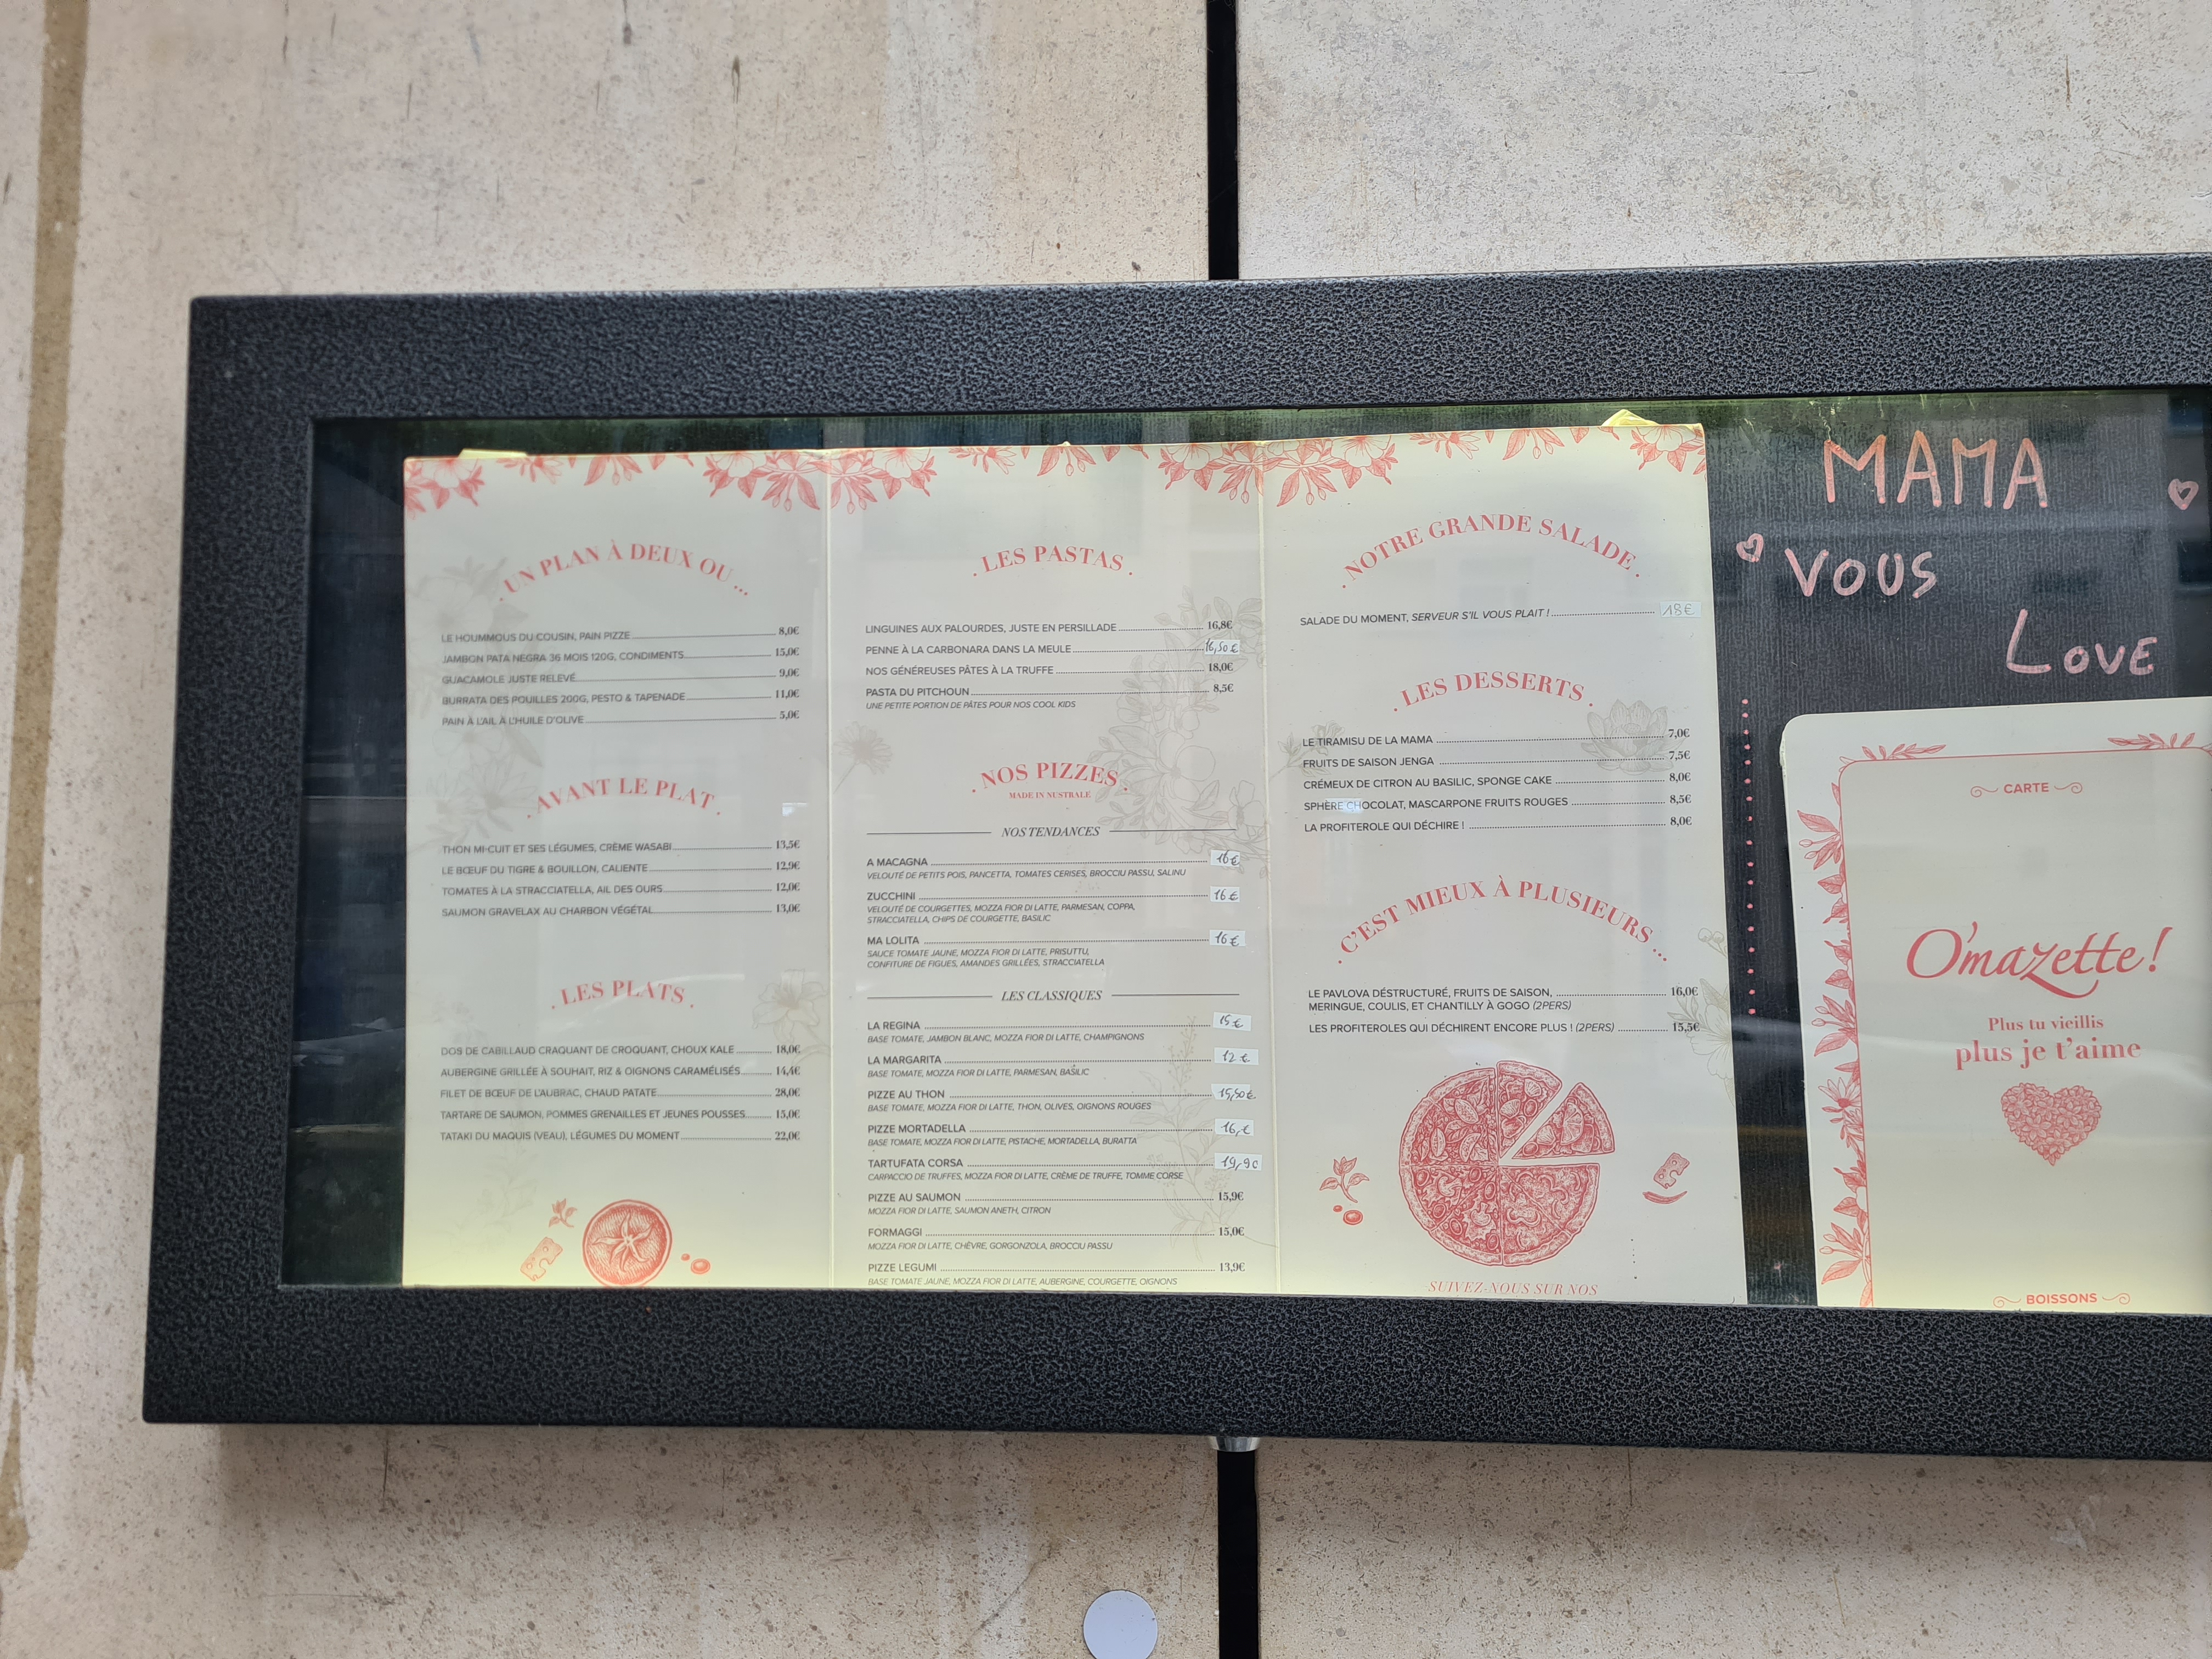 UN PLAN À DEUX OU ...
LE HOUMMOUS DU COUSIN, PAIN PIZZE 8,0€
JAMBON PATA NEGRA 36 MOIS 120G, CONDIMENTS 15,0€
GUACAMOLE JUSTE RELEVÉ 9,0€
BURRATA DES POUILLES 200G, PESTO & TAPENADE 11,0€
PAIN À L'AIL À L'HUILE D'OLIVE 5,0€
. AVANT LE PLAT .
THON MI-CUIT ET SES LÉGUMES, CRÈME WASABI 13,5€
LE BŒUF DU TIGRE & BOUILLON, CALIENTE 12,9€
TOMATES À LA STRACCIATELLA, AIL DES OURS 12,0€
SAUMON GRAVELAX AU CHARBON VÉGÉTAL 13,0€
. LES PLATS .
DOS DE CABILLAUD CRAQUANT DE CROQUANT, CHOUX KALE 18,0€
AUBERGINE GRILLÉE À SOUHAIT, RIZ & OIGNONS CARAMÉLISÉS 14,4€
FILET DE BŒUF DE L'AUBRAC, CHAUD PATATE 28,0€
TARTARE DE SAUMON, POMMES GRENAILLES ET JEUNES POUSSES 15,0€
TATAKI DU MAQUIS (VEAU), LÉGUMES DU MOMENT 22,0€
. LES PASTAS .
LINGUINES AUX PALOURDES, JUSTE EN PERSILLADE 16,8€
PENNE À LA CARBONARA DANS LA MEULE 16,50€
NOS GÉNÉREUSES PÂTES À LA TRUFFE 18,0€
PASTA DU PITCHOUN 8,5€
UNE PETITE PORTION DE PÂTES POUR NOS COOL KIDS
. NOS PIZZES .
MADE IN NUSTRALE
NOS TENDANCES
A MACAGNA 16€
VELOUTÉ DE PETITS POIS, PANCETTA, TOMATES CERISES, BROCCIU PASSU, SALINU
ZUCCHINI 16€
VELOUTÉ DE COURGETTES, MOZZA FIOR DI LATTE, PARMESAN, COPPA,
STRACCIATELLA, CHIPS DE COURGETTE, BASILIC
MA LOLITA 16€
SAUCE TOMATE JAUNE, MOZZA FIOR DI LATTE, PRISUTTU,
CONFITURE DE FIGUES, AMANDES GRILLÉES, STRACCIATELLA
LES CLASSIQUES
LA REGINA 15€
BASE TOMATE, JAMBON BLANC, MOZZA FIOR DI LATTE, CHAMPIGNONS
LA MARGARITA 12€
BASE TOMATE, MOZZA FIOR DI LATTE, PARMESAN, BASILIC
PIZZE AU THON 15,50€
BASE TOMATE, MOZZA FIOR DI LATTE, THON, OLIVES, OIGNONS ROUGES
PIZZE MORTADELLA 16,€
BASE TOMATE, MOZZA FIOR DI LATTE, PISTACHE, MORTADELLA, BURATTA
TARTUFATA CORSA 19,9€
CARPACCIO DE TRUFFES, MOZZA FIOR DI LATTE, CRÈME DE TRUFFE, TOMME CORSE
PIZZE AU SAUMON 15,9€
MOZZA FIOR DI LATTE, SAUMON ANETH, CITRON
FORMAGGI 15,0€
MOZZA FIOR DI LATTE, CHÈVRE, GORGONZOLA, BROCCIU PASSU
PIZZE LEGUMI 13,9€
BASE TOMATE JAUNE, MOZZA FIOR DI LATTE, AUBERGINE, COURGETTE, OIGNONS
. NOTRE GRANDE SALADE .
SALADE DU MOMENT, SERVEUR S'IL VOUS PLAIT ! 18€
. LES DESSERTS .
LE TIRAMISU DE LA MAMA 7,0€
FRUITS DE SAISON JENGA 7,5€
CRÉMEUX DE CITRON AU BASILIC, SPONGE CAKE 8,0€
SPHÈRE CHOCOLAT, MASCARPONE FRUITS ROUGES 8,5€
LA PROFITEROLE QUI DÉCHIRE ! 8,0€
. C'EST MIEUX À PLUSIEURS ...
LE PAVLOVA DÉSTRUCTURÉ, FRUITS DE SAISON, 16,0€
MERINGUE, COULIS, ET CHANTILLY À GOGO (2PERS)
LES PROFITEROLES QUI DÉCHIRENT ENCORE PLUS ! (2PERS) 15,5€
SUIVEZ-NOUS SUR NOS
MAMA
VOUS
LOVE
CARTE
O'mazette!
Plus tu vieillis
plus je t'aime
BOISSONS